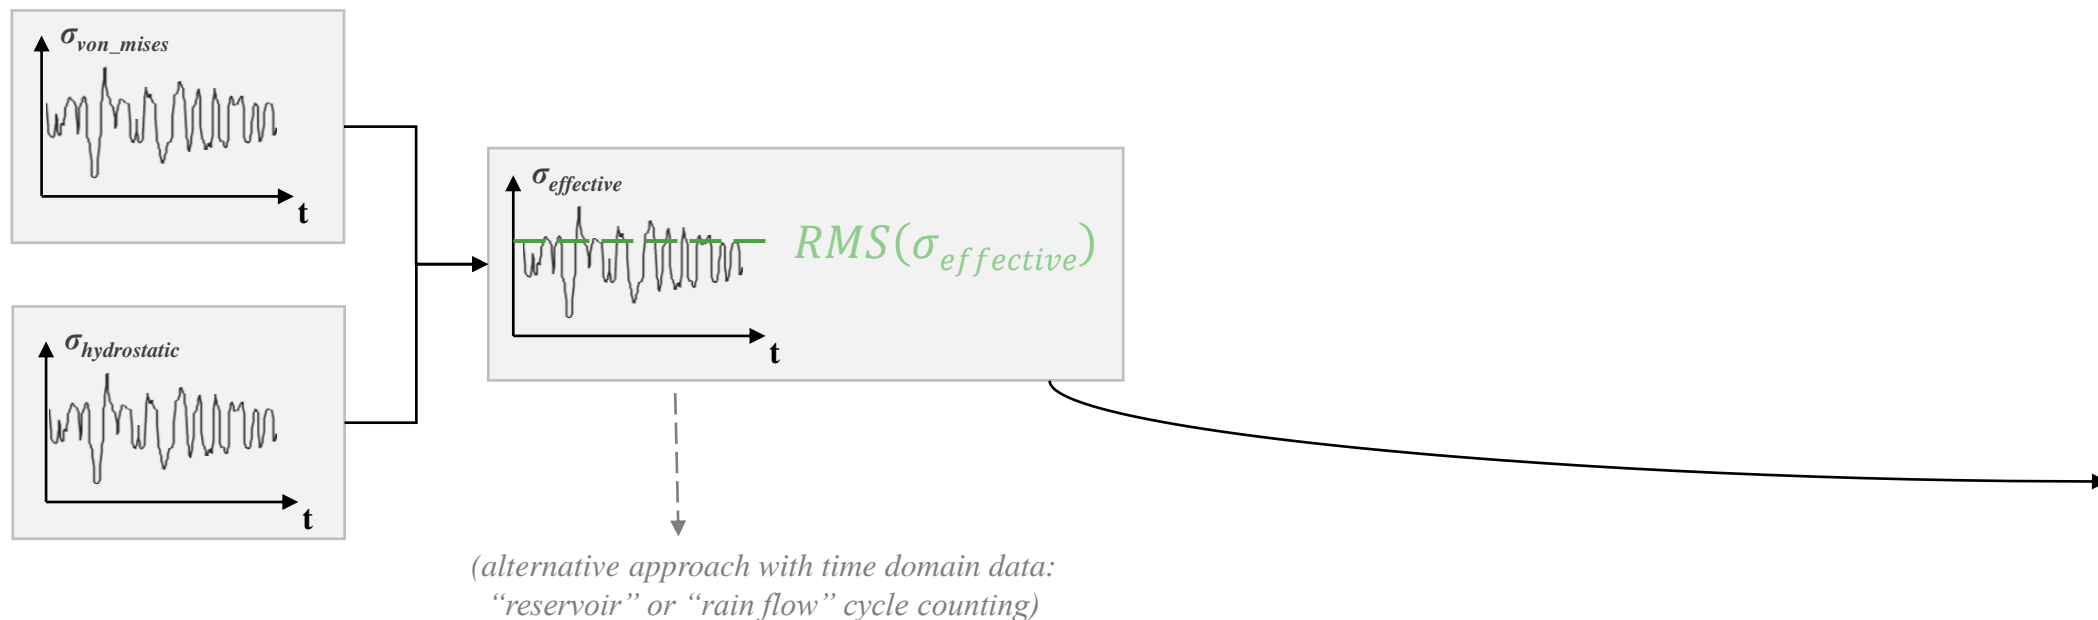 σvon_mises
t
σhydrostatic
t
σeffective
RMS(σeffective)
t
(alternative approach with time domain data:
“reservoir” or “rain flow” cycle counting)